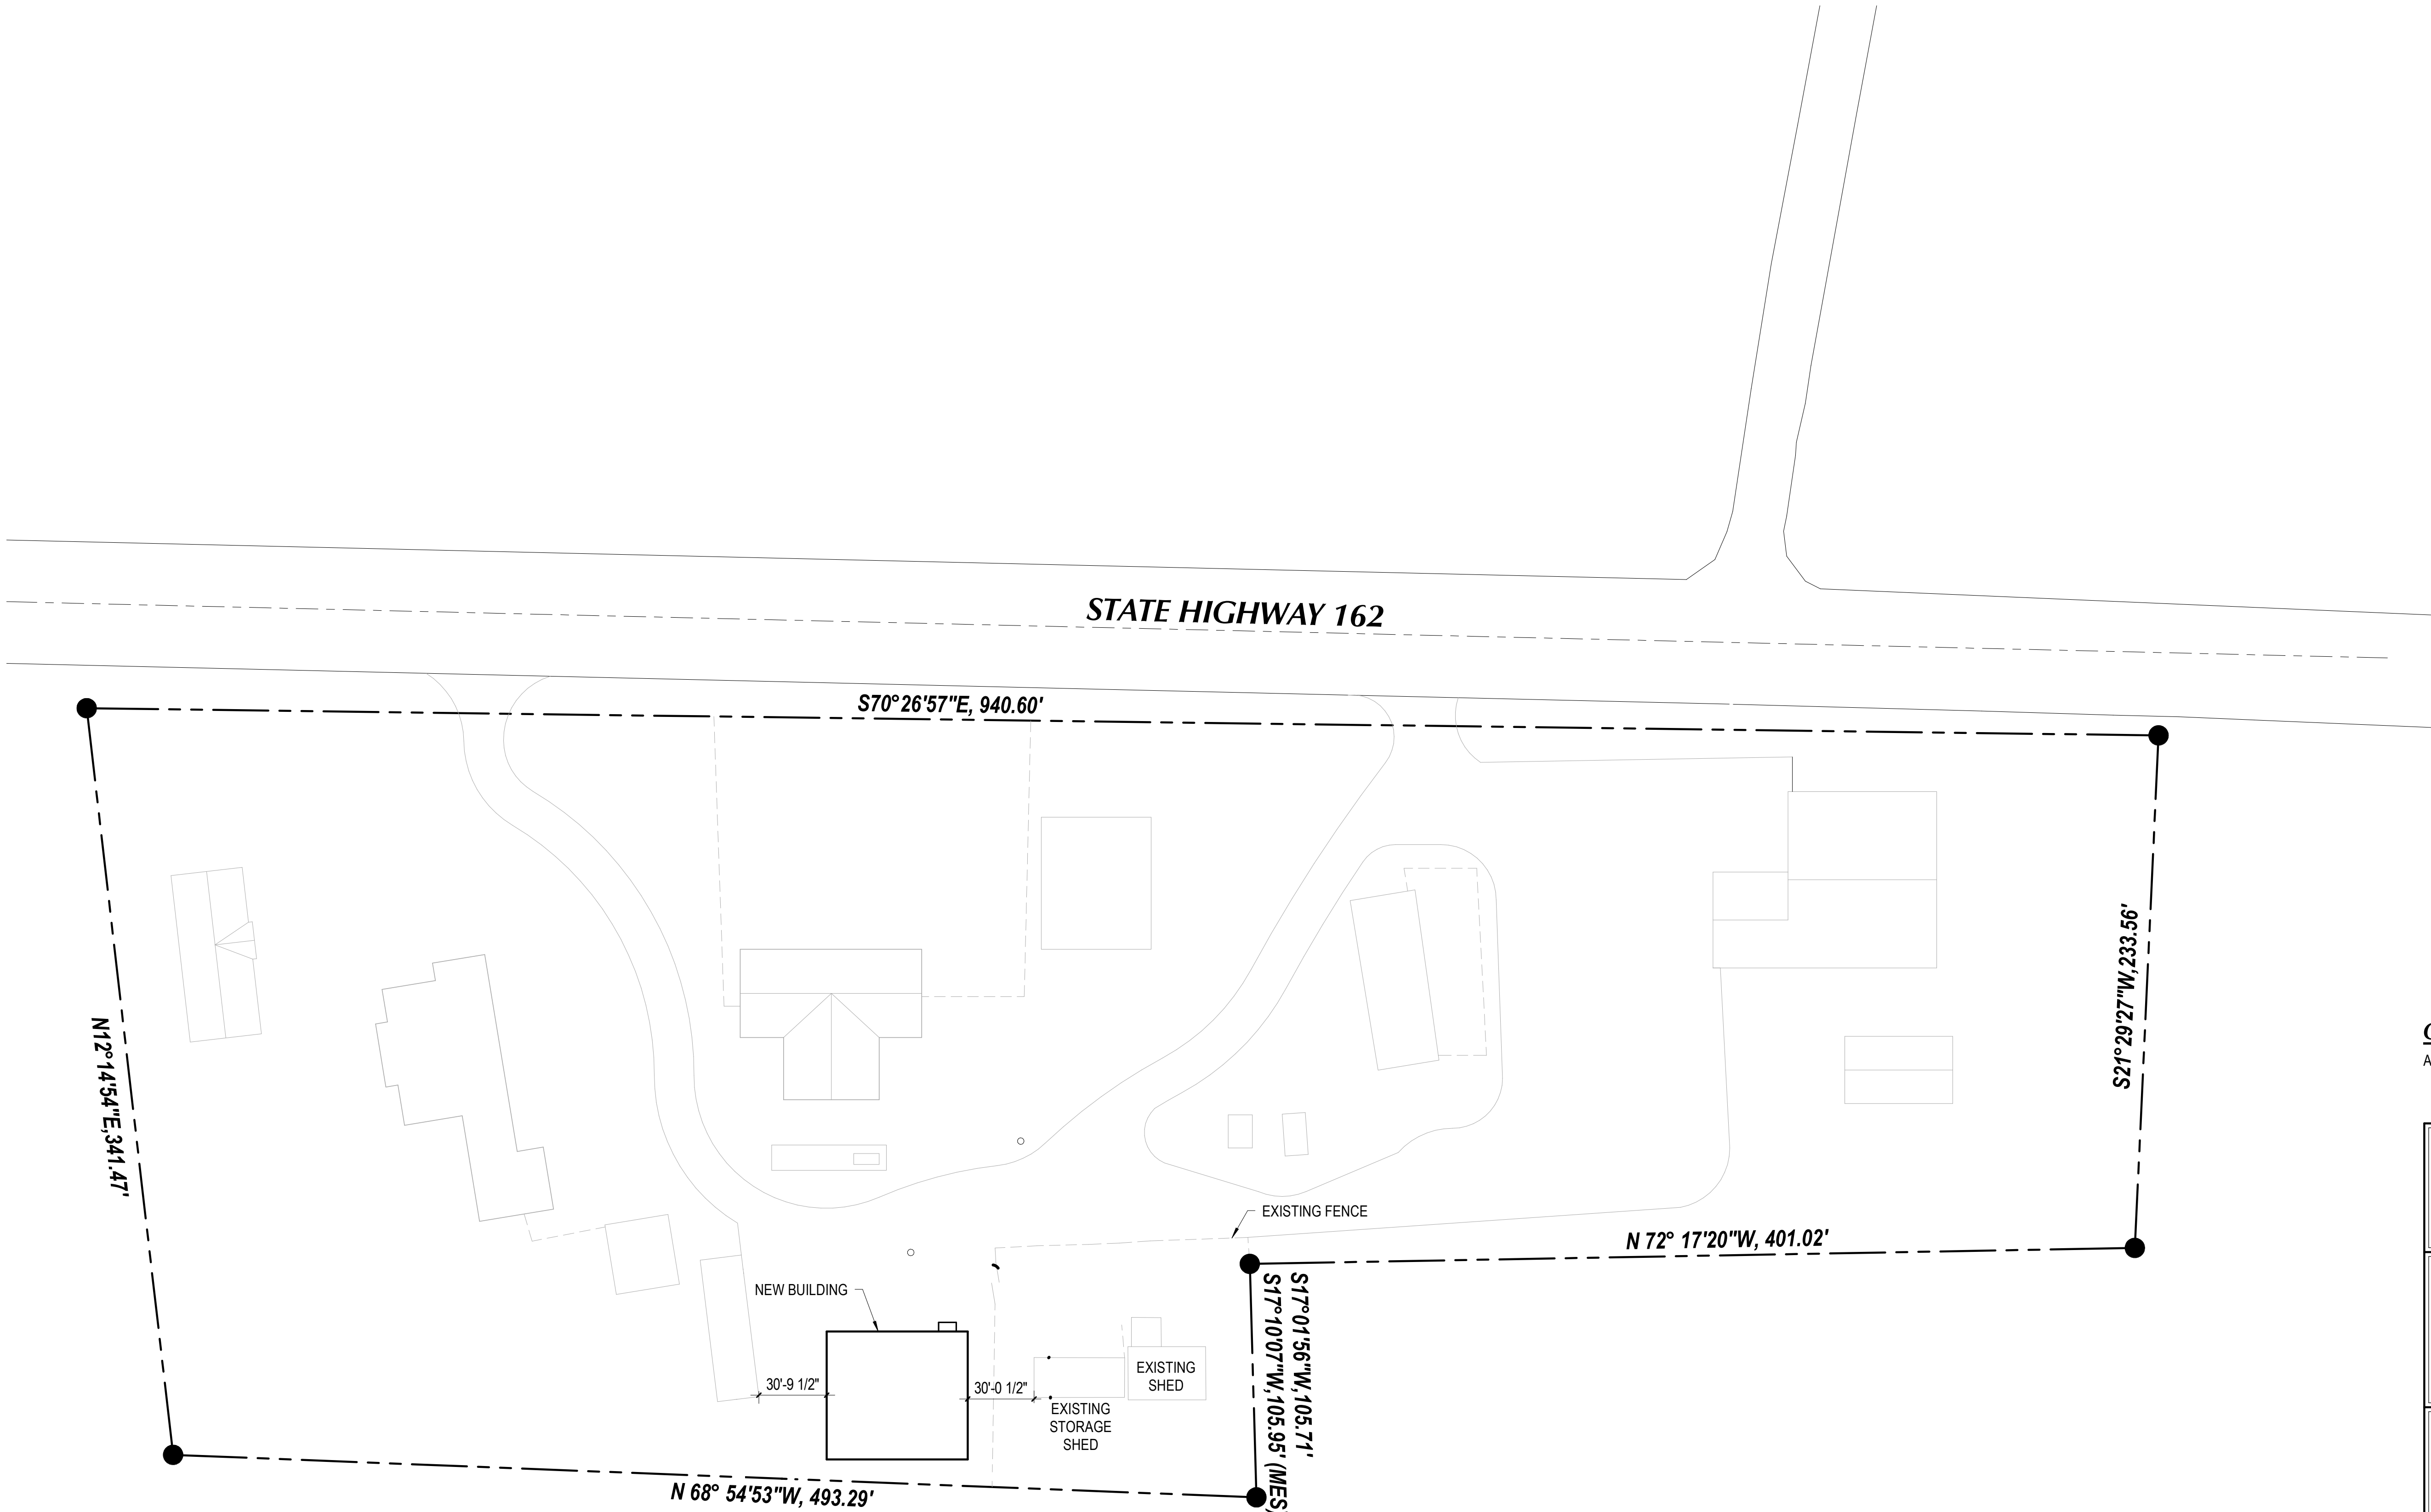 STATE HIGHWAY 162
S70°26'57"E, 940.60'
S21°29'27"W,233.56'
N12°14'54"E,341.47'
EXISTING FENCE
N 72° 17'20"W, 401.02'
S17°01'56"W,105.71'
S17°10'07"W,105.95' (MES)
NEW BUILDING
30'-9 1/2"
30'-0 1/2"
EXISTING
SHED
EXISTING
STORAGE
SHED
N 68° 54'53"W, 493.29'